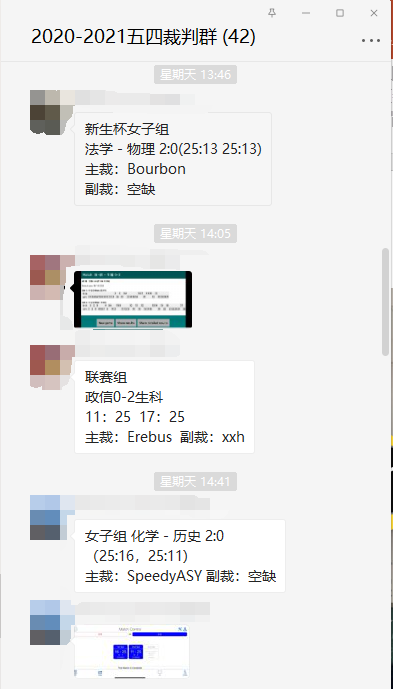 2020-2021五四裁判群 (42)
星期天 13:46
新生杯女子组
法学 - 物理 2:0(25:13 25:13)
主裁：Bourbon
副裁：空缺
星期天 14:05
联赛组
政信0-2生科
11：25  17：25
主裁：Erebus  副裁：xxh
星期天 14:41
女子组 化学 - 历史 2:0
（25:16，25:11）
主裁：SpeedyASY 副裁：空缺